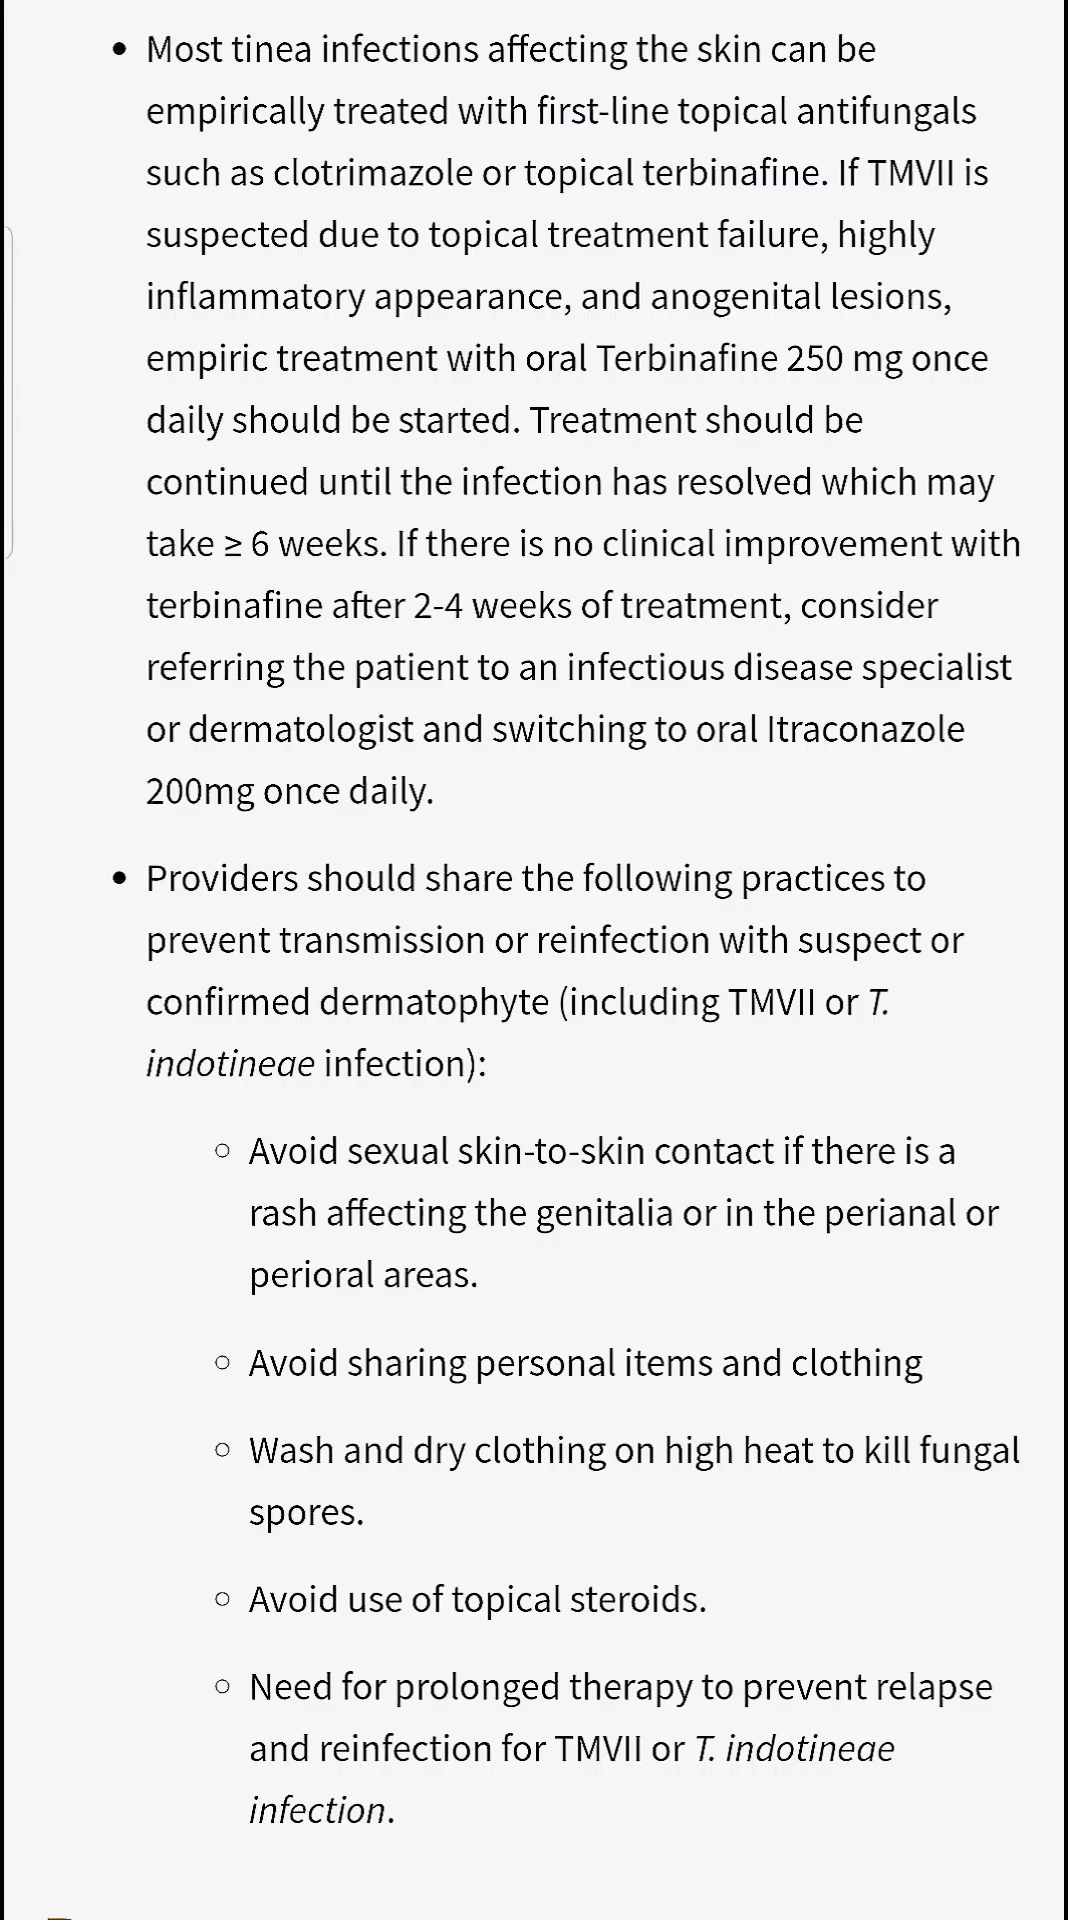 • Most tinea infections affecting the skin can be
empirically treated with first-line topical antifungals
such as clotrimazole or topical terbinafine. If TMVII is
suspected due to topical treatment failure, highly
inflammatory appearance, and anogenital lesions,
empiric treatment with oral Terbinafine 250 mg once
daily should be started. Treatment should be
continued until the infection has resolved which may
take ≥ 6 weeks. If there is no clinical improvement with
terbinafine after 2-4 weeks of treatment, consider
referring the patient to an infectious disease specialist
or dermatologist and switching to oral Itraconazole
200mg once daily.
• Providers should share the following practices to
prevent transmission or reinfection with suspect or
confirmed dermatophyte (including TMVII or T.
indotineae infection):
○ Avoid sexual skin-to-skin contact if there is a
rash affecting the genitalia or in the perianal or
perioral areas.
○ Avoid sharing personal items and clothing
○ Wash and dry clothing on high heat to kill fungal
spores.
○ Avoid use of topical steroids.
○ Need for prolonged therapy to prevent relapse
and reinfection for TMVII or T. indotineae
infection.